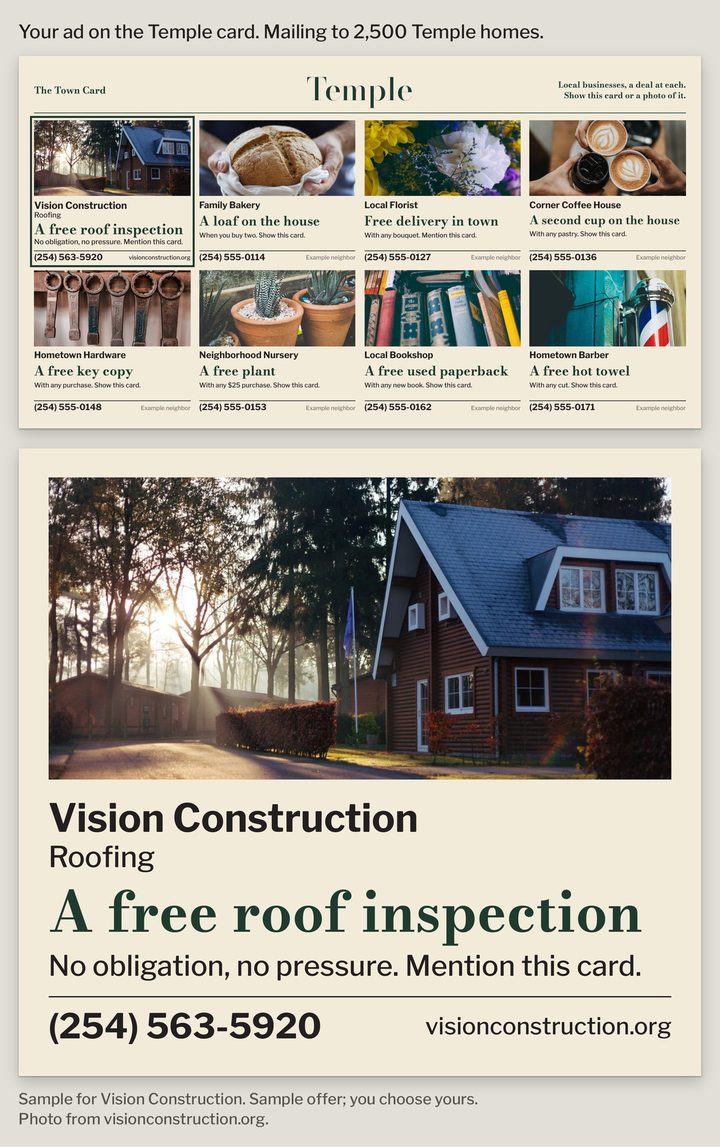 Your ad on the Temple card. Mailing to 2,500 Temple homes.
The Town Card
Temple
Local businesses, a deal at each.
Show this card or a photo of it.
Vision Construction
Roofing
A free roof inspection
No obligation, no pressure. Mention this card.
(254) 563-5920 visionconstruction.org
Family Bakery
A loaf on the house
When you buy two. Show this card.
(254) 555-0114 Example neighbor
Local Florist
Free delivery in town
With any bouquet. Mention this card.
(254) 555-0127 Example neighbor
Corner Coffee House
A second cup on the house
With any pastry. Show this card.
(254) 555-0136 Example neighbor
Hometown Hardware
A free key copy
With any purchase. Show this card.
(254) 555-0148 Example neighbor
Neighborhood Nursery
A free plant
With any $25 purchase. Show this card.
(254) 555-0153 Example neighbor
Local Bookshop
A free used paperback
With any new book. Show this card.
(254) 555-0162 Example neighbor
Hometown Barber
A free hot towel
With any cut. Show this card.
(254) 555-0171 Example neighbor
Vision Construction
Roofing
A free roof inspection
No obligation, no pressure. Mention this card.
(254) 563-5920 visionconstruction.org
Sample for Vision Construction. Sample offer; you choose yours.
Photo from visionconstruction.org.